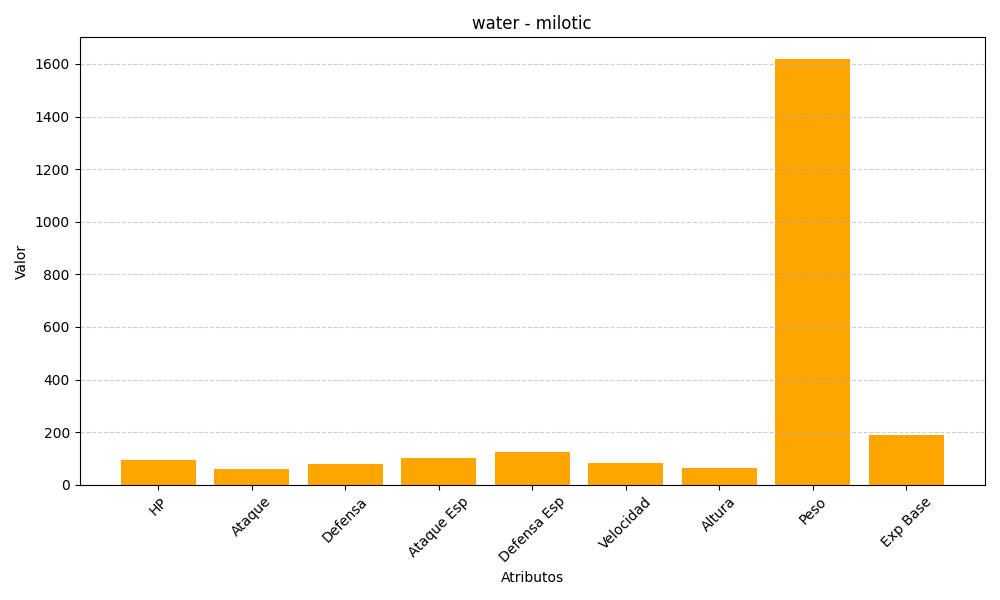 water - milotic
Valor
1600
1400
1200
1000
800
600
400
200
0
HP
Ataque
Defensa
Ataque Esp
Defensa Esp
Velocidad
Altura
Peso
Exp Base
Atributos